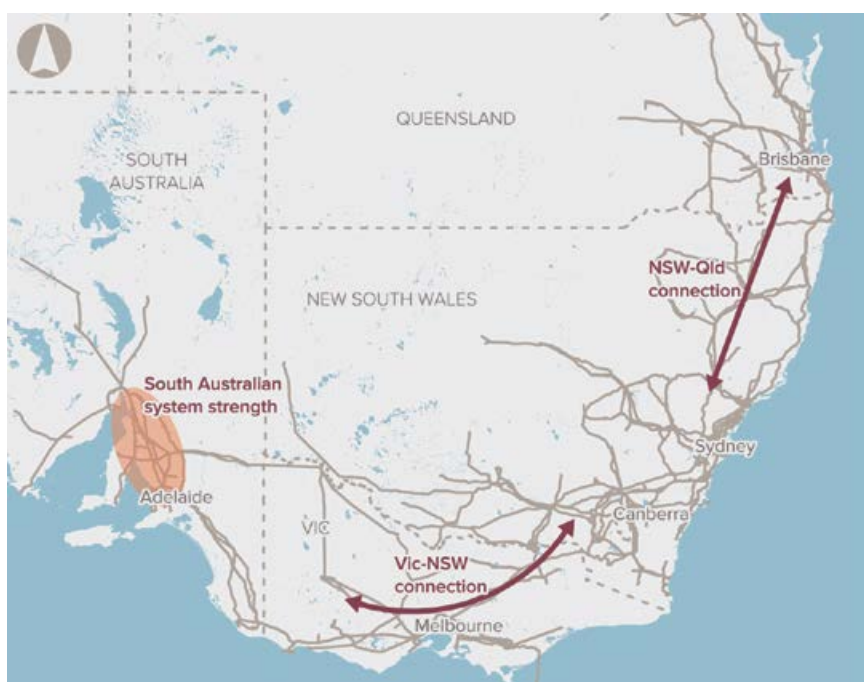 QUEENSLAND
Brisbane
SOUTH
AUSTRALIA
NSW-Qld
connection
NEW SOUTH WALES
South Australian
system strength
Sydney
Adelaide
Canberra
VIC
Vic-NSW
connection
Melbourne